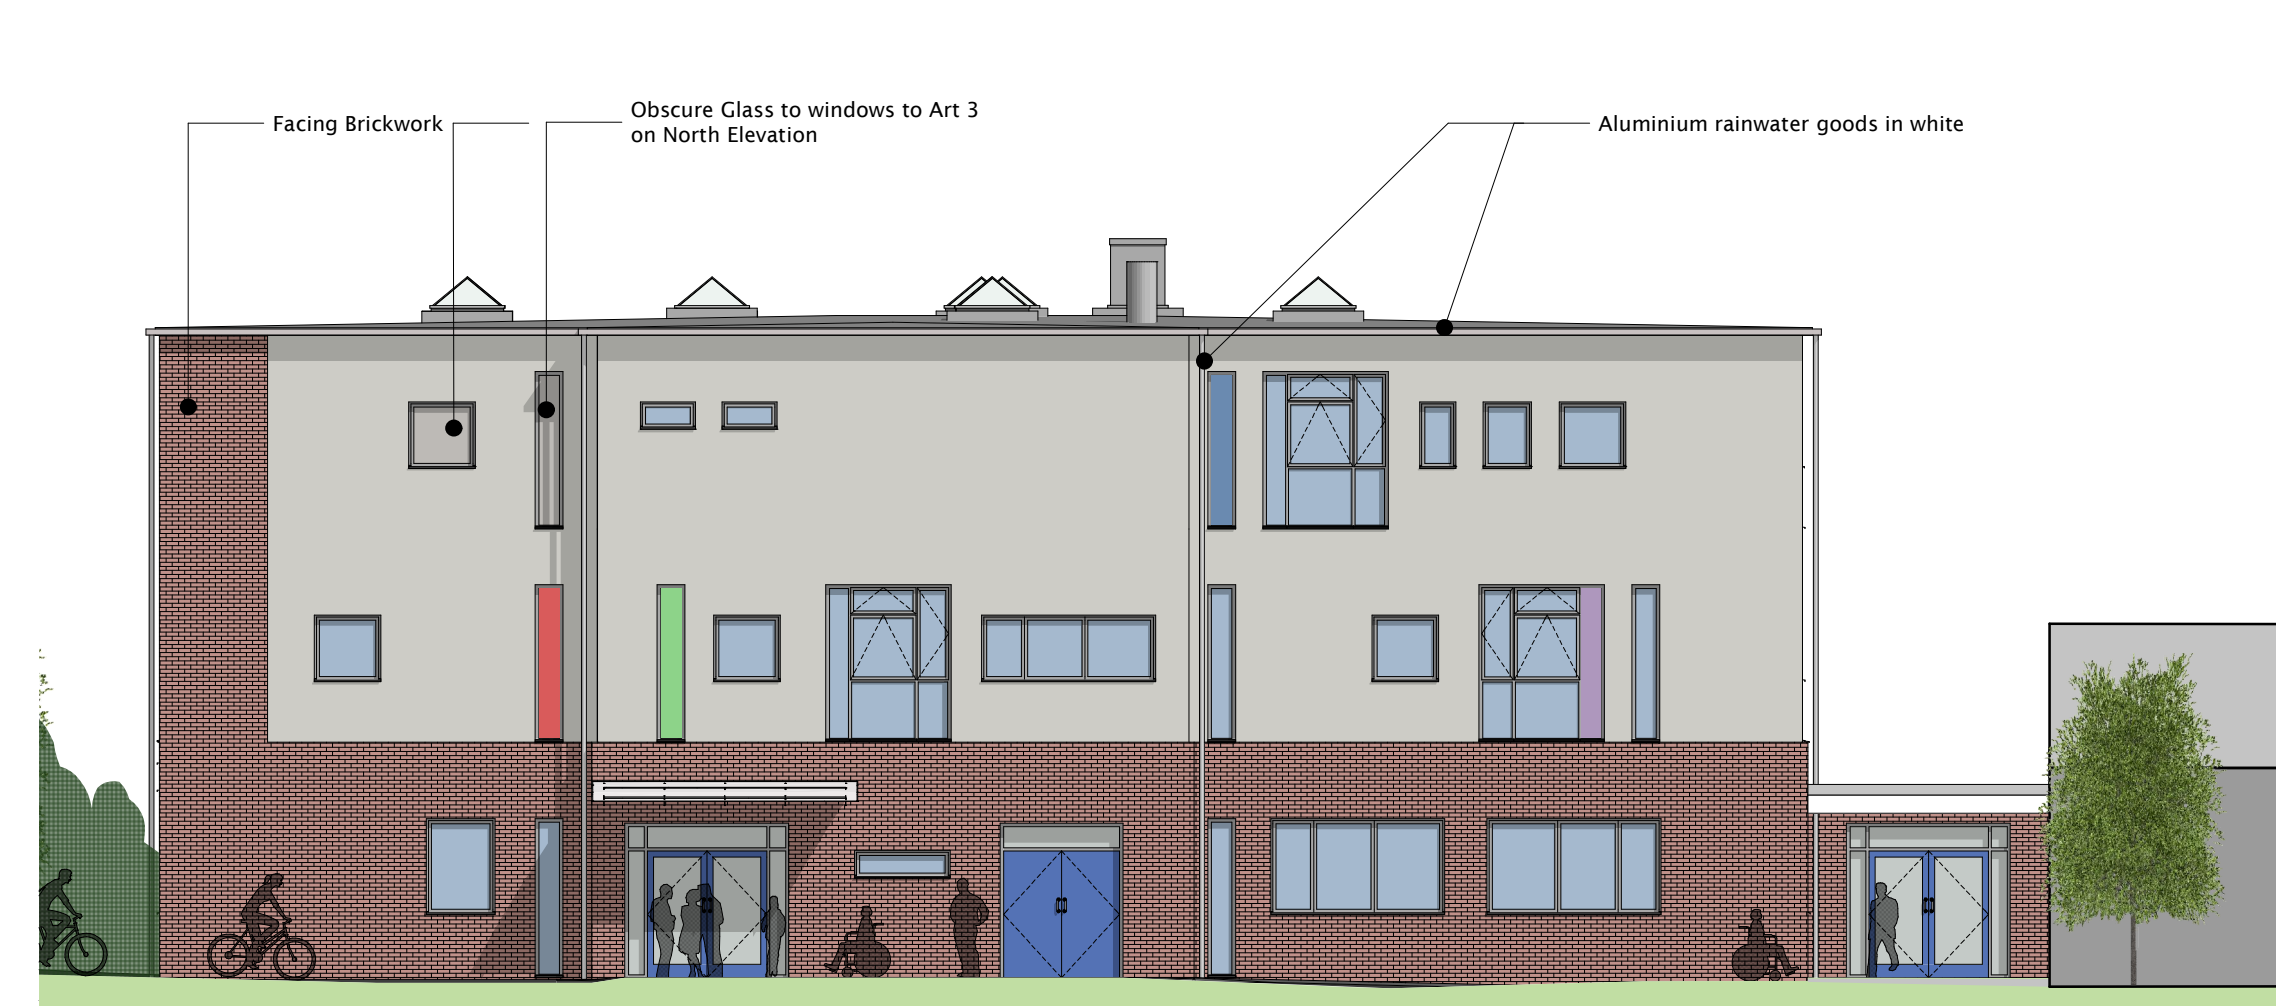 Facing Brickwork
Obscure Glass to windows to Art 3
on North Elevation
Aluminium rainwater goods in white